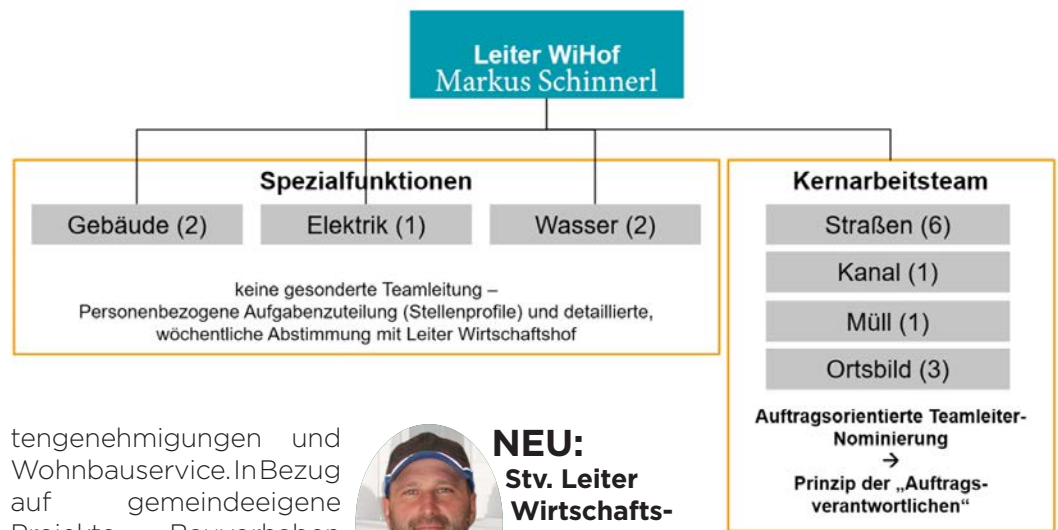 Leiter WiHof
Markus Schinnerl
Spezialfunktionen
Gebäude (2)
Elektrik (1)
Wasser (2)
keine gesonderte Teamleitung –
Personenbezogene Aufgabenzuteilung (Stellenprofile) und detaillierte,
wöchentliche Abstimmung mit Leiter Wirtschaftshof
Kernarbeitsteam
Straßen (6)
Kanal (1)
Müll (1)
Ortsbild (3)
Auftragsorientierte Teamleiter-
Nominierung
→
Prinzip der „Auftrags-
verantwortlichen“
tengenehmigungen und
Wohnbauservice.In Bezug
auf gemeindeeigene
NEU:
Stv. Leiter
Wirtschafts-